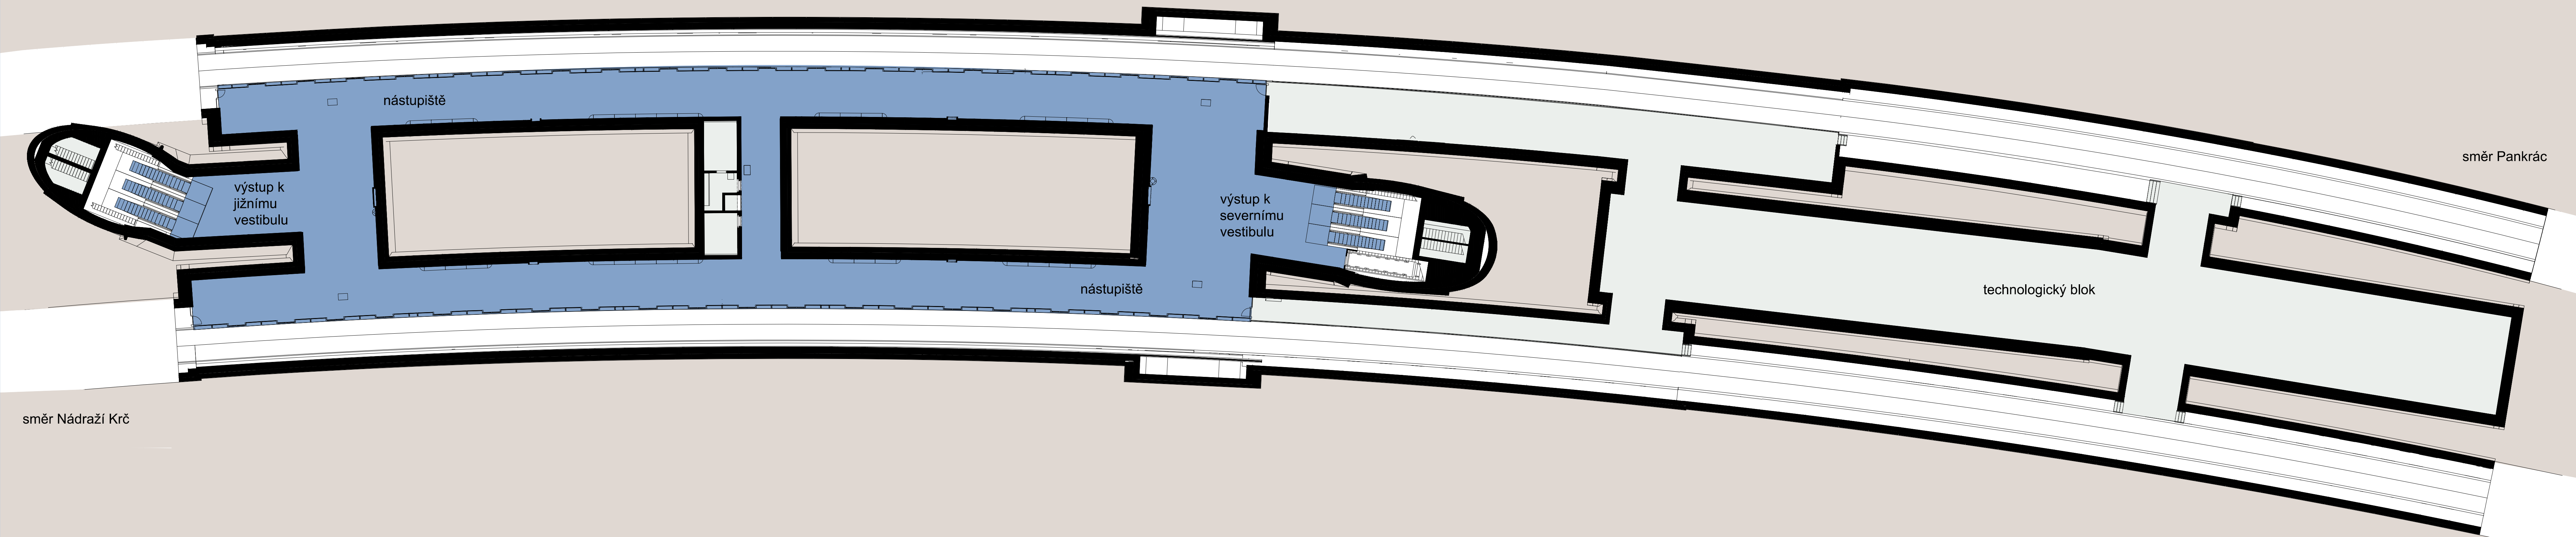 nástupiště
směr Pankrác
výstup k
jižnímu
vestibulu
výstup k
severnímu
vestibulu
nástupiště
technologický blok
směr Nádraží Krč